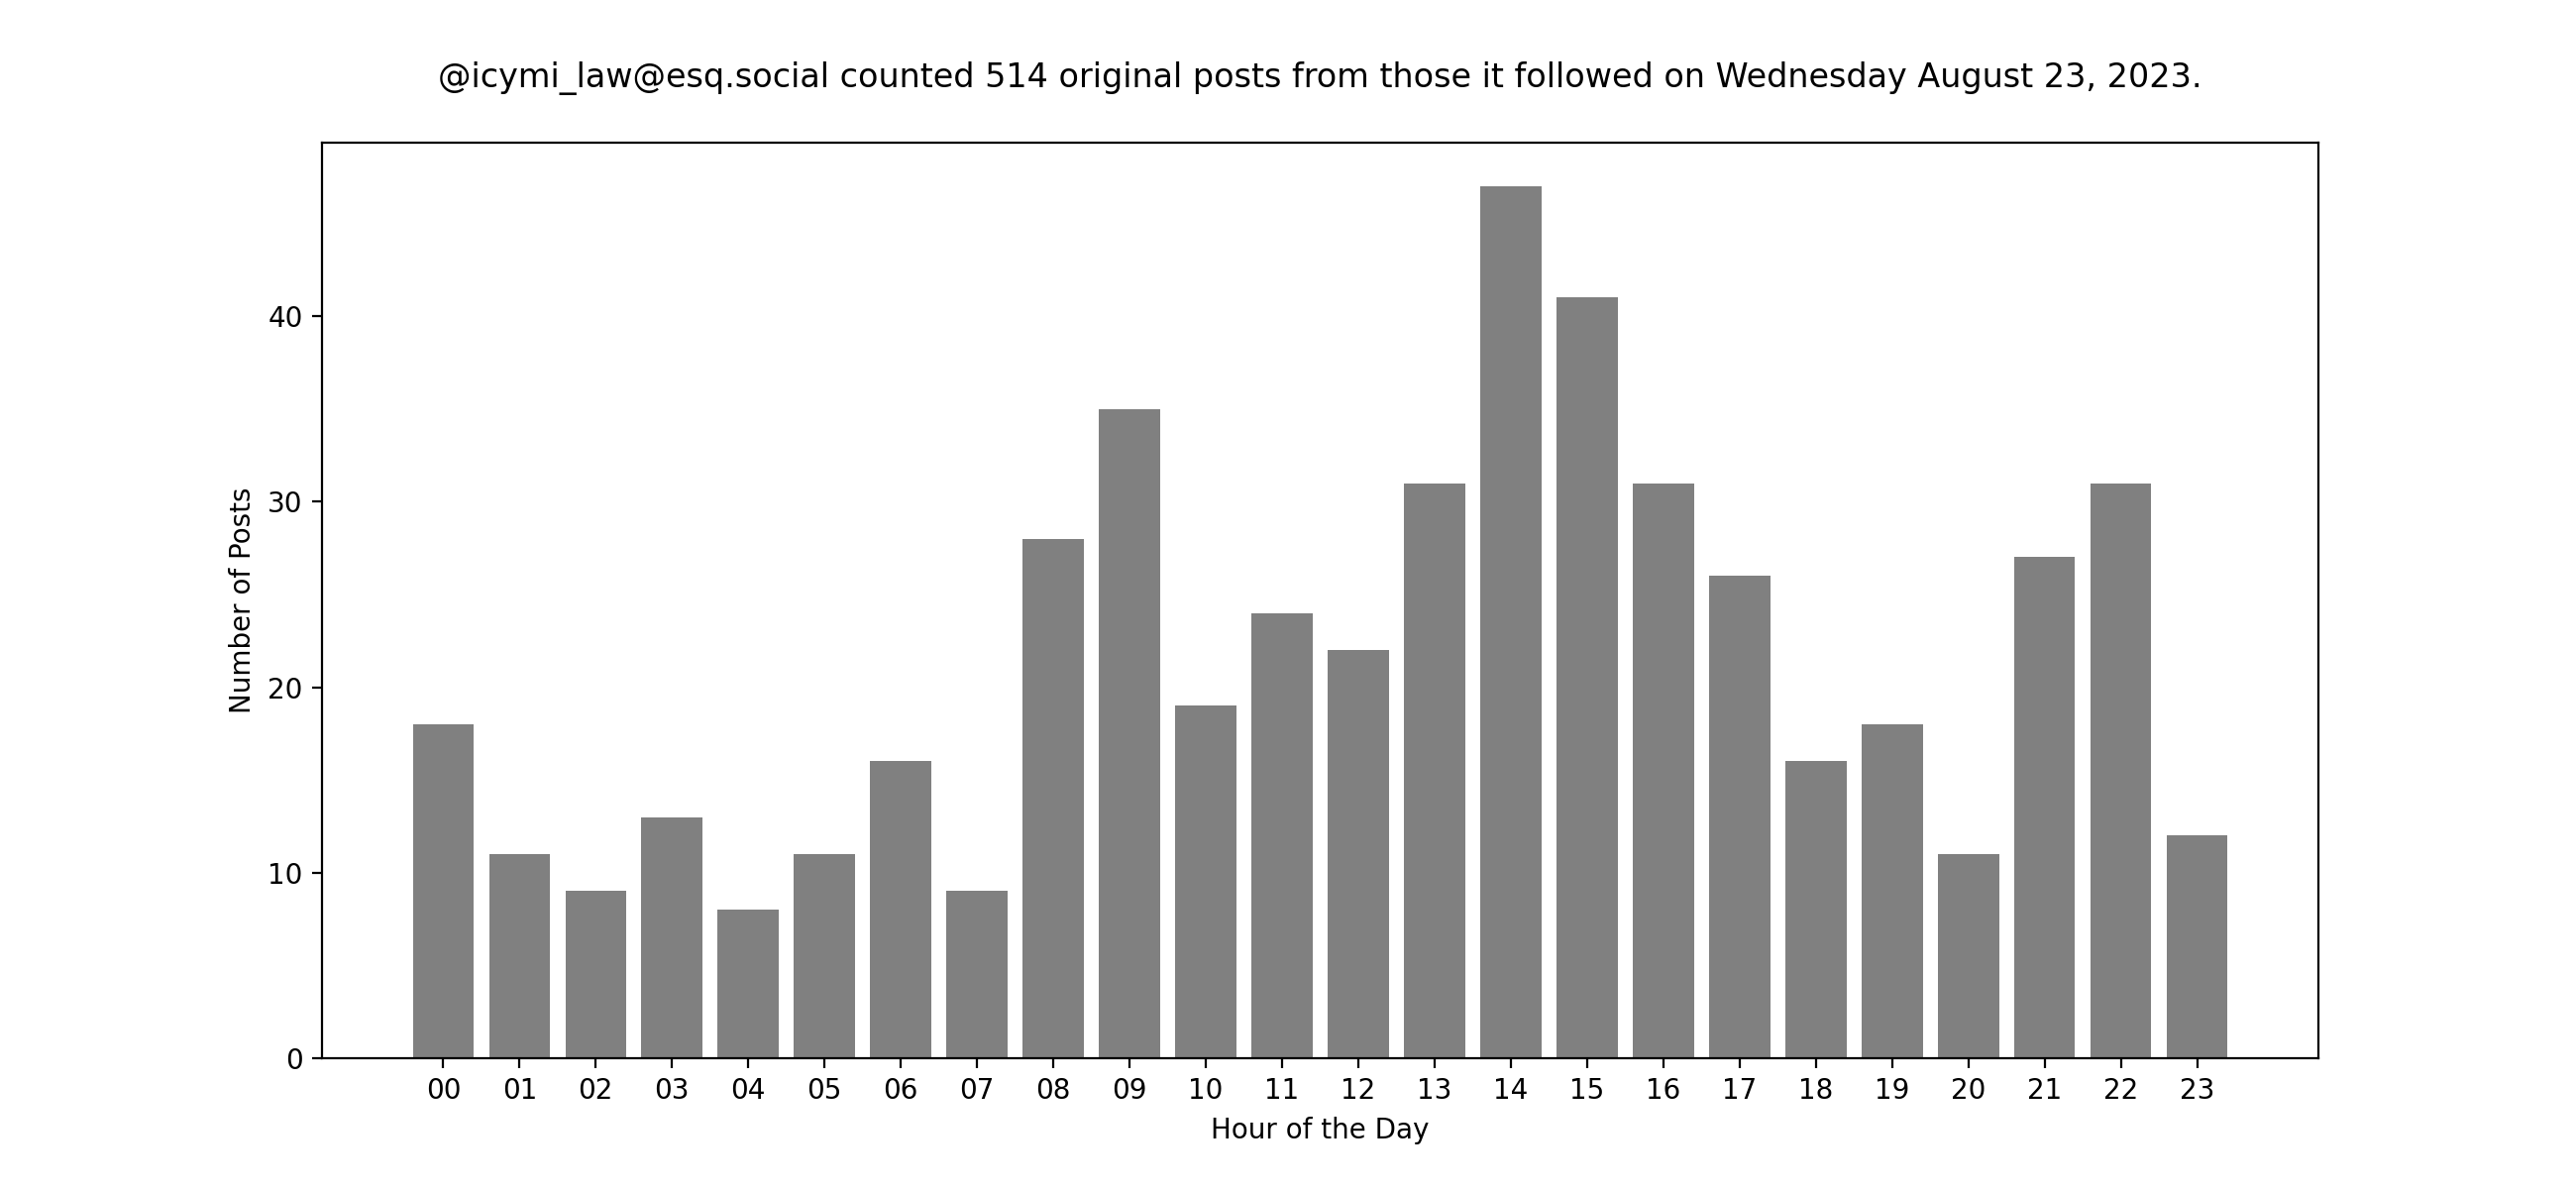 @icymi_law@esq.social counted 514 original posts from those it followed on Wednesday August 23, 2023.
Number of Posts
40
30
20
10
0
00 01 02 03 04 05 06 07 08 09 10 11 12 13 14 15 16 17 18 19 20 21 22 23
Hour of the Day